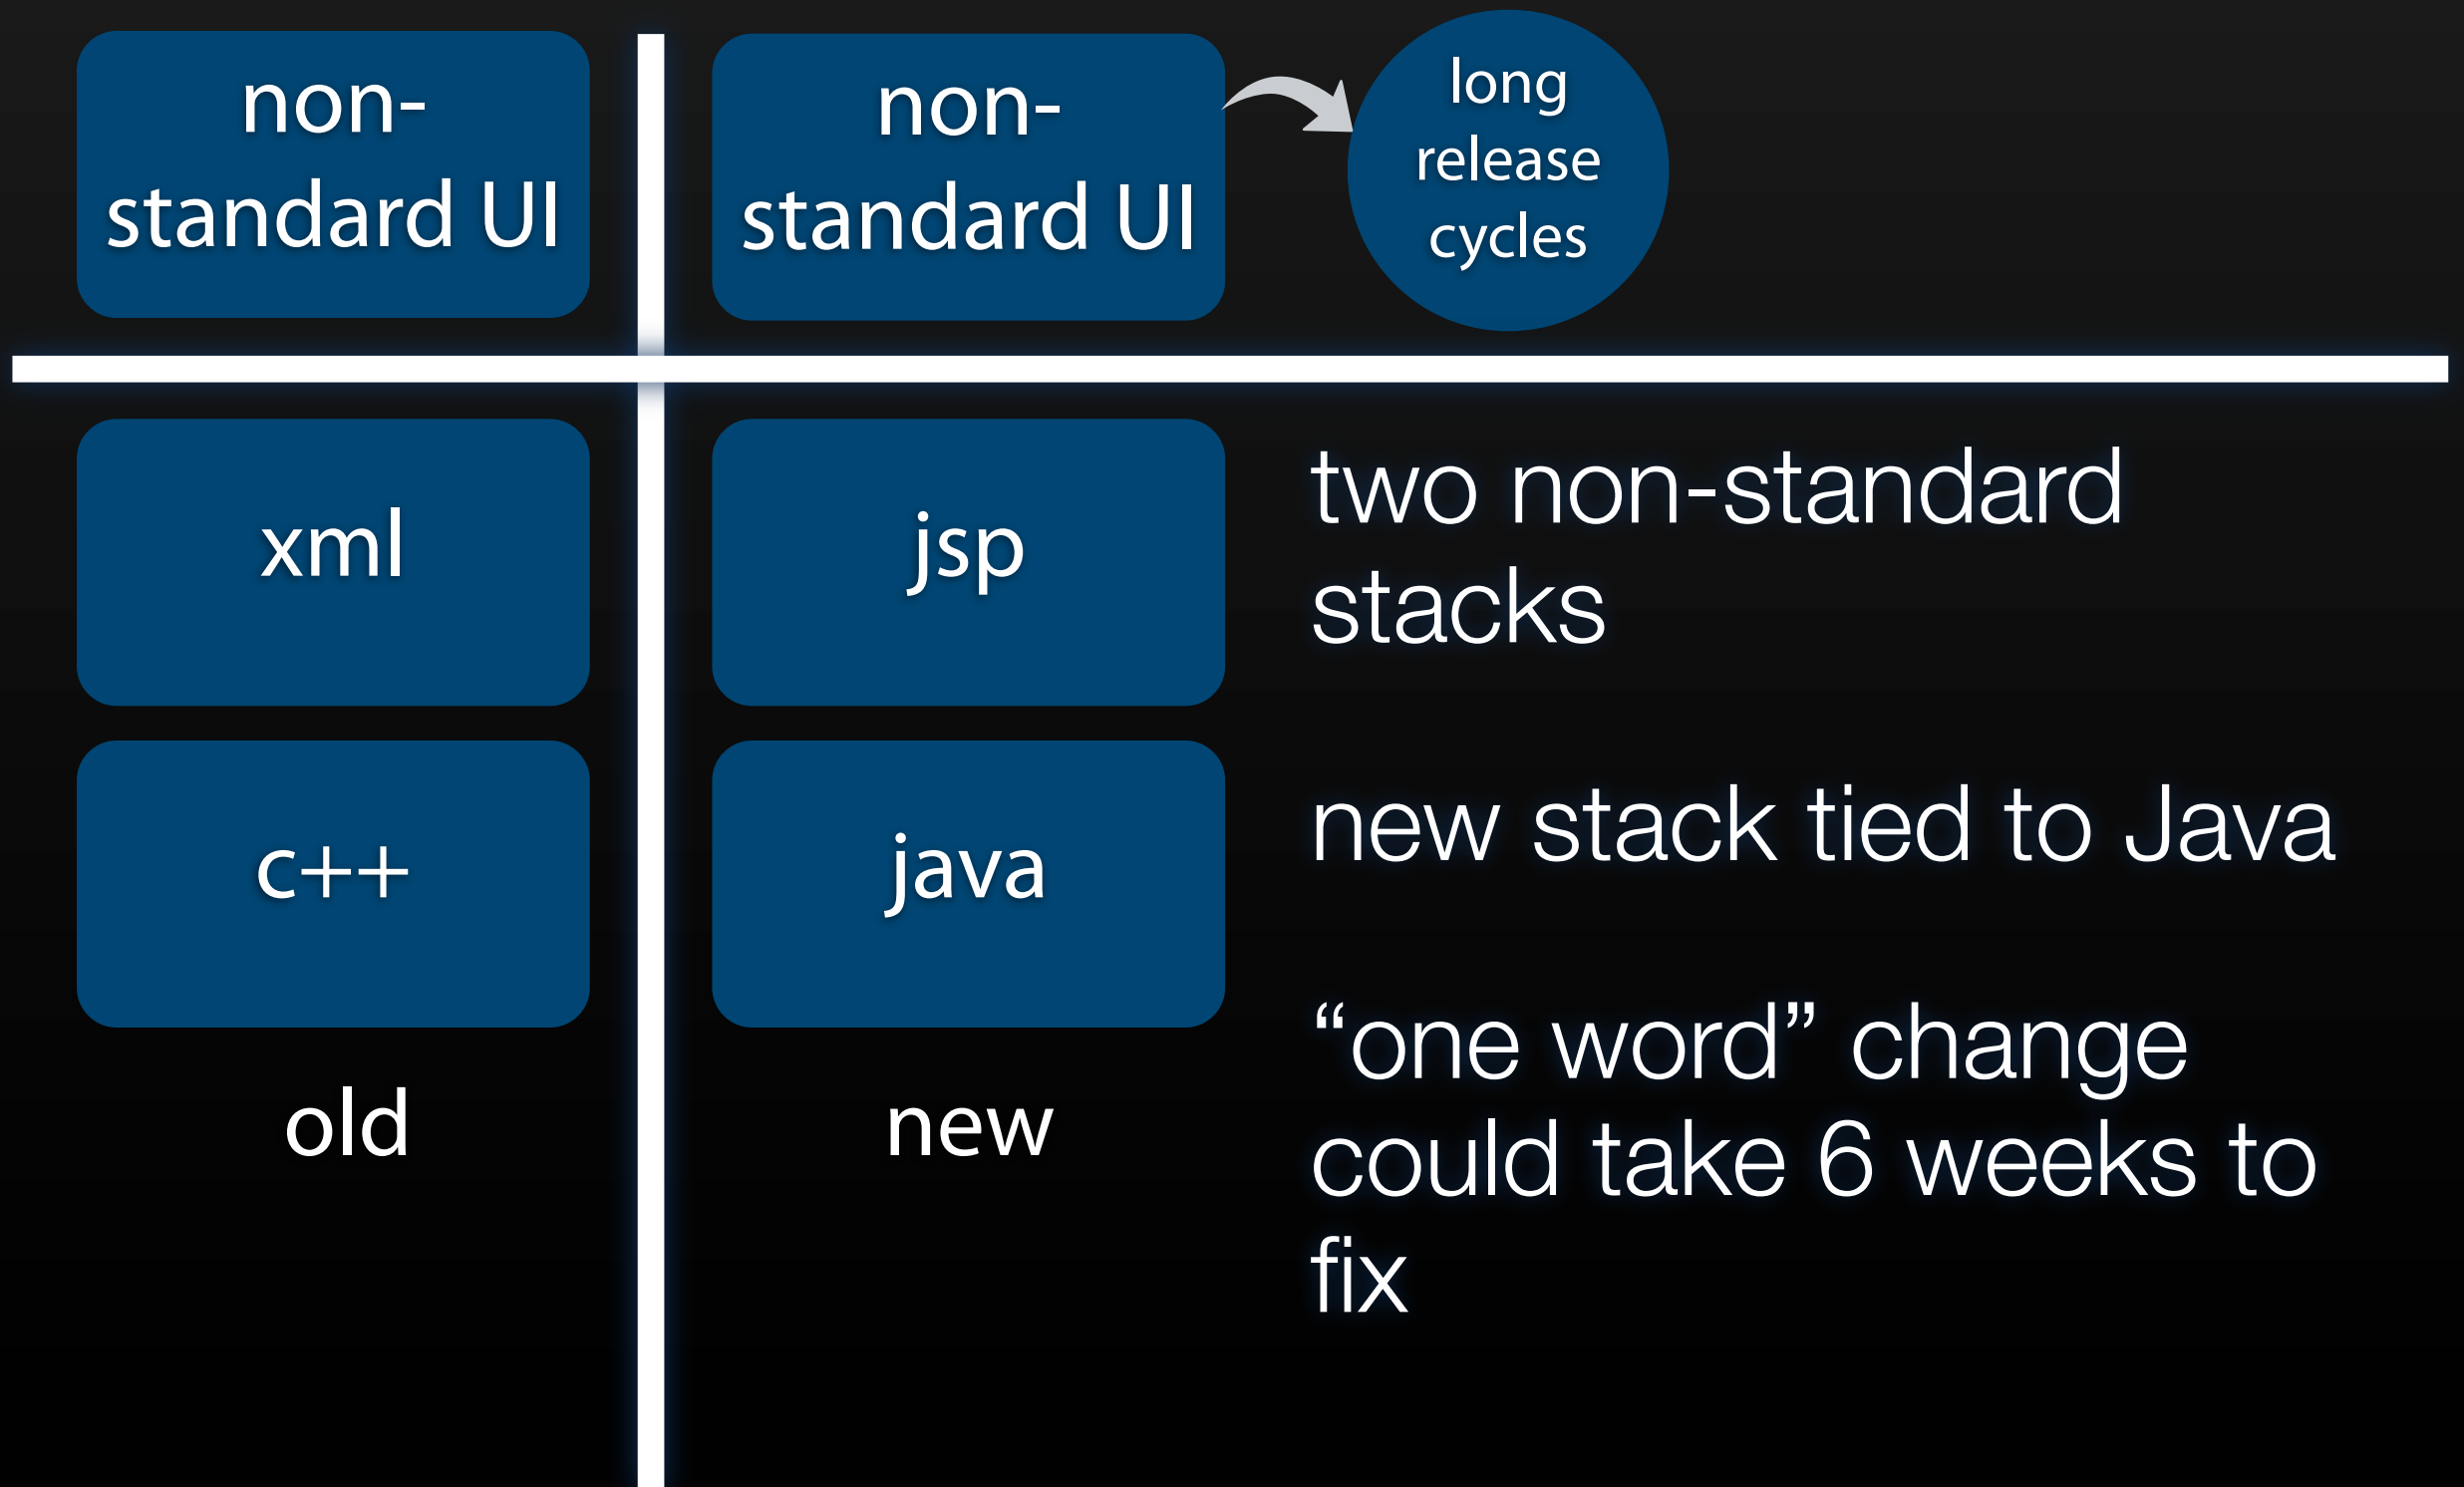 non-
standard UI
non-
standard UI
long
release
cycles
xml
jsp
two non-standard
stacks
c++
java
new stack tied to Java
old
new
“one word” change
could take 6 weeks to
fix